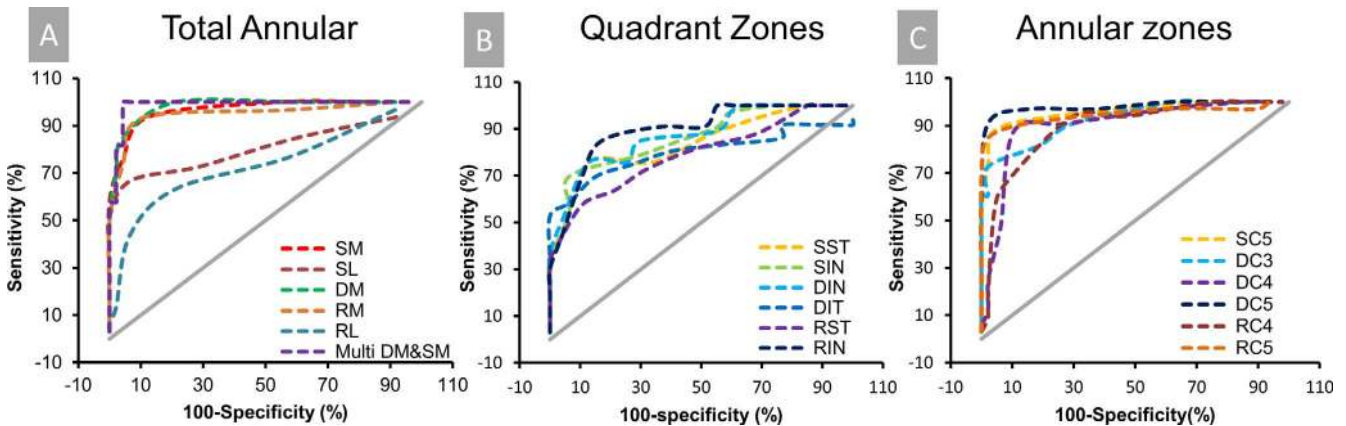 A
Total Annular
110
90
70
50
30
10
-10
Sensitivity (%)
SM
SL
DM
RM
RL
Multi DM&SM
-10 10 30 50 70 90 110
100-Specificity (%)
B
Quadrant Zones
110
90
70
50
30
10
-10
Sensitivity (%)
SST
SIN
DIN
DIT
RST
RIN
-10 10 30 50 70 90 110
100-specificity (%)
C
Annular zones
110
90
70
50
30
10
-10
Sensitivity (%)
SC5
DC3
DC4
DC5
RC4
RC5
-10 10 30 50 70 90 110
100-Specificity(%)